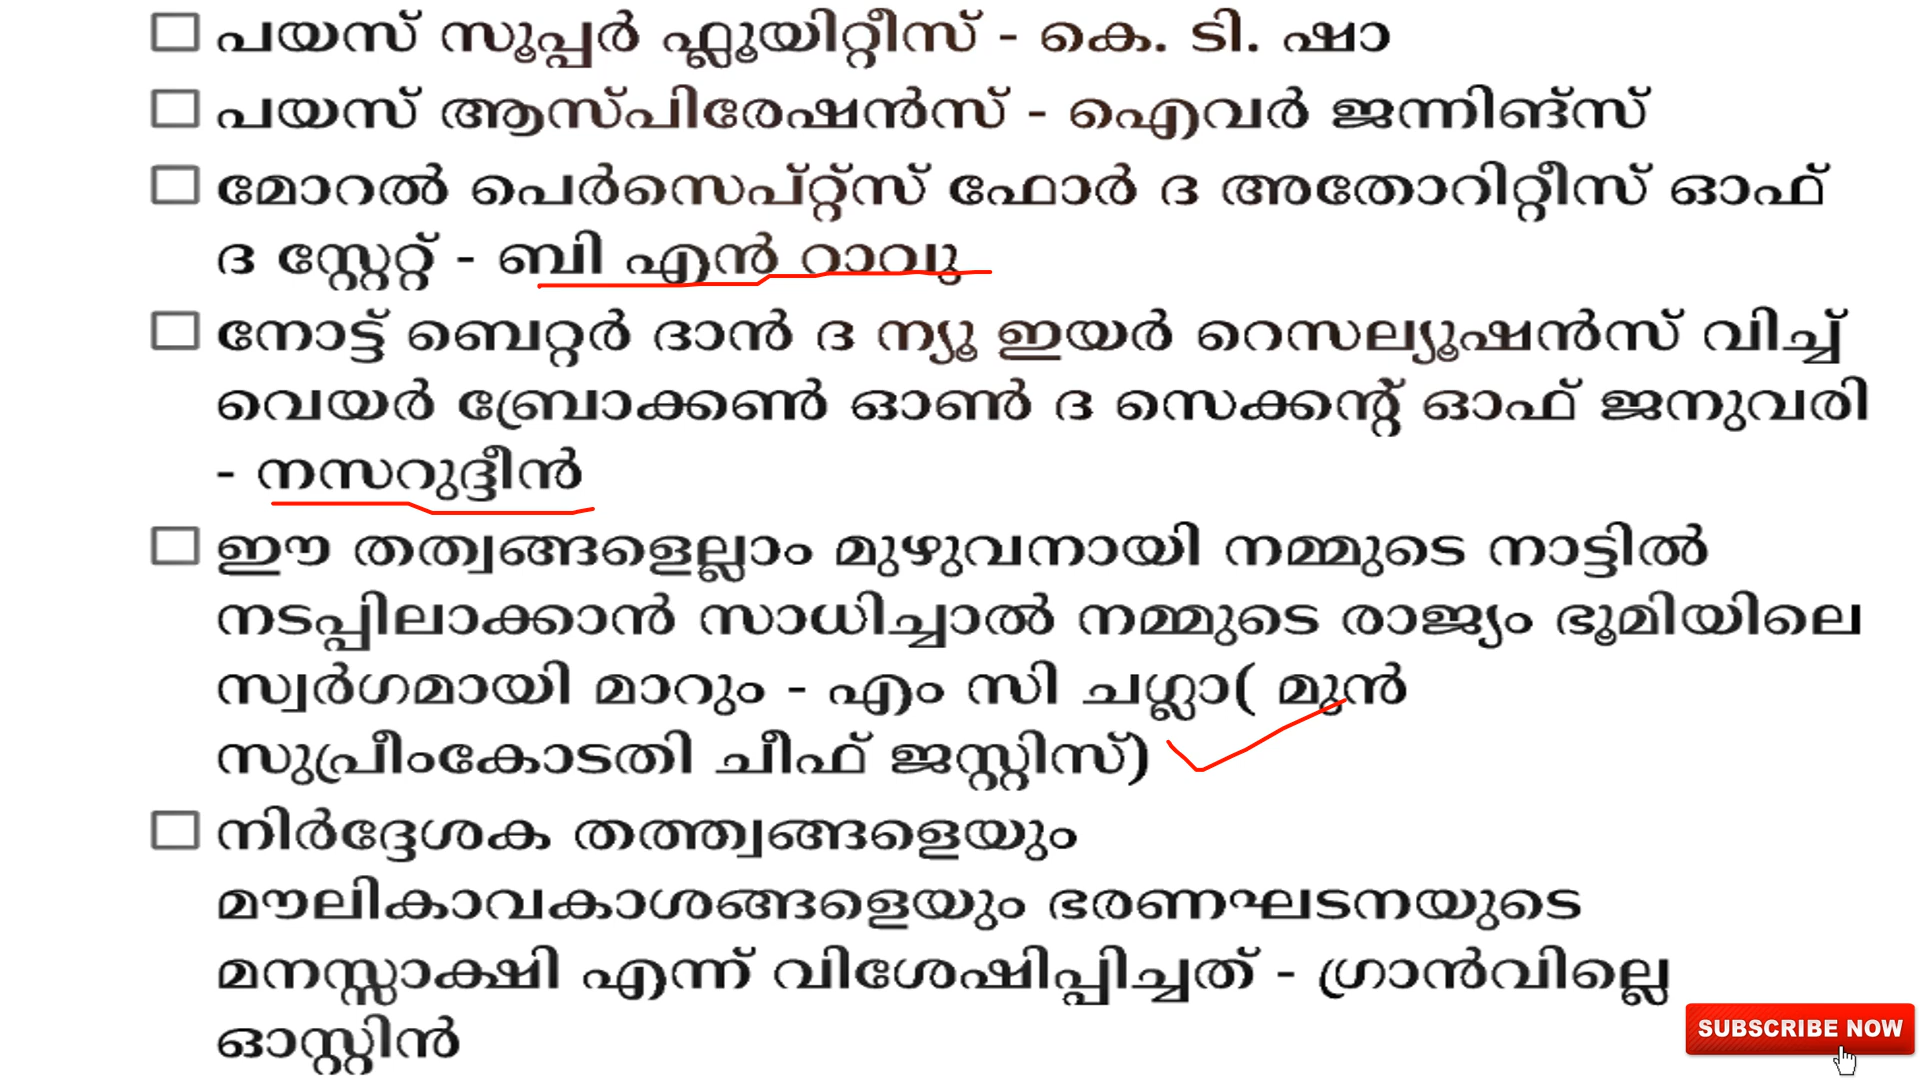 പയസ് സൂപ്പർ ഫ്ലൂയിറ്റീസ് - കെ. ടി. ഷാ
പയസ് ആസ്പിരേഷൻസ് - ഐവർ ജന്നിങ്സ്
മോറൽ പെർസെപ്റ്റ്സ് ഫോർ ദ അതോറിറ്റീസ് ഓഫ്
ദ സ്റ്റേറ്റ് - ബി എൻ റാവു
നോട്ട് ബെറ്റർ ദാൻ ദ ന്യൂ ഇയർ റെസല്യൂഷൻസ് വിച്ച്
വെയർ ബ്രോക്കൺ ഓൺ ദ സെക്കന്റ് ഓഫ് ജനുവരി
- നസറുദ്ദീൻ
ഈ തത്വങ്ങളെല്ലാം മുഴുവനായി നമ്മുടെ നാട്ടിൽ
നടപ്പിലാക്കാൻ സാധിച്ചാൽ നമ്മുടെ രാജ്യം ഭൂമിയിലെ
സ്വർഗമായി മാറും - എം സി ചഗ്ലാ( മുൻ
സുപ്രീംകോടതി ചീഫ് ജസ്റ്റിസ്)
നിർദ്ദേശക തത്ത്വങ്ങളെയും
മൗലികാവകാശങ്ങളെയും ഭരണഘടനയുടെ
മനസ്സാക്ഷി എന്ന് വിശേഷിപ്പിച്ചത് - ഗ്രാൻവില്ലെ
ഓസ്റ്റിൻ
SUBSCRIBE NOW